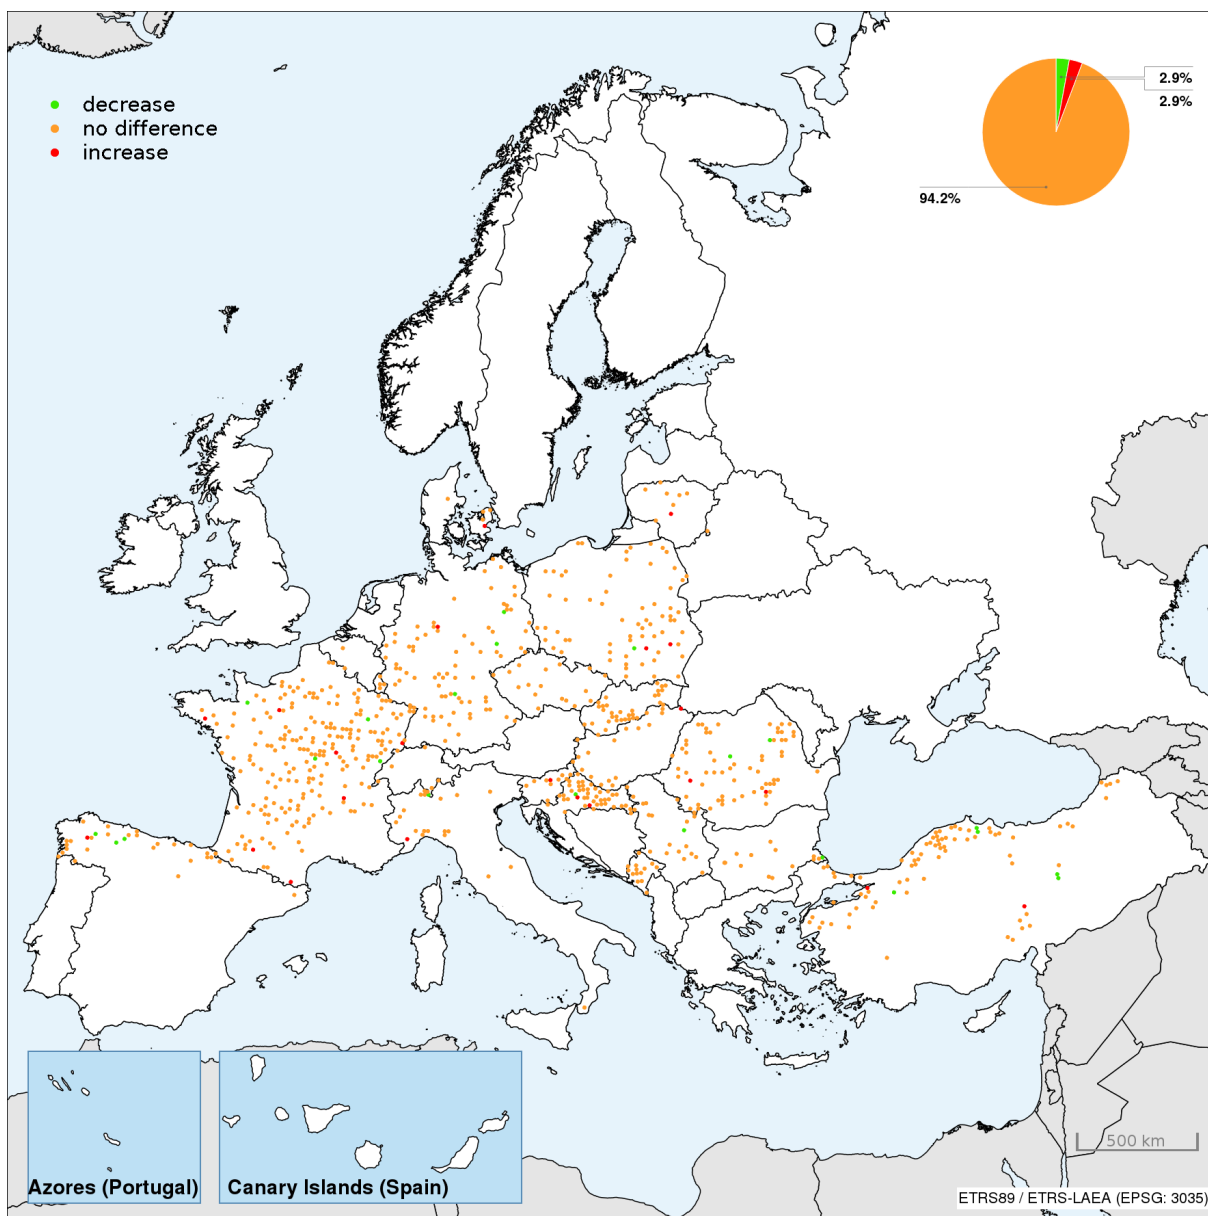 decrease
no difference
increase
2.9%
2.9%
94.2%
500 km
Azores (Portugal)
Canary Islands (Spain)
ETRS89 / ETRS-LAEA (EPSG: 3035)